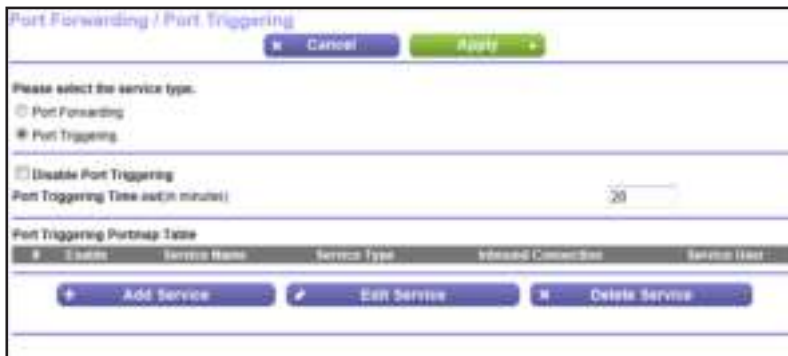 Port Forwarding / Port Triggering
Cancel Apply
Please select the service type.
Port Forwarding
Port Triggering
Disable Port Triggering
Port Triggering Time out(in minutes) 20
Port Triggering Portmap Table
# Enable Service Name Service Type Inbound Connection Service User
Add Service Edit Service Delete Service